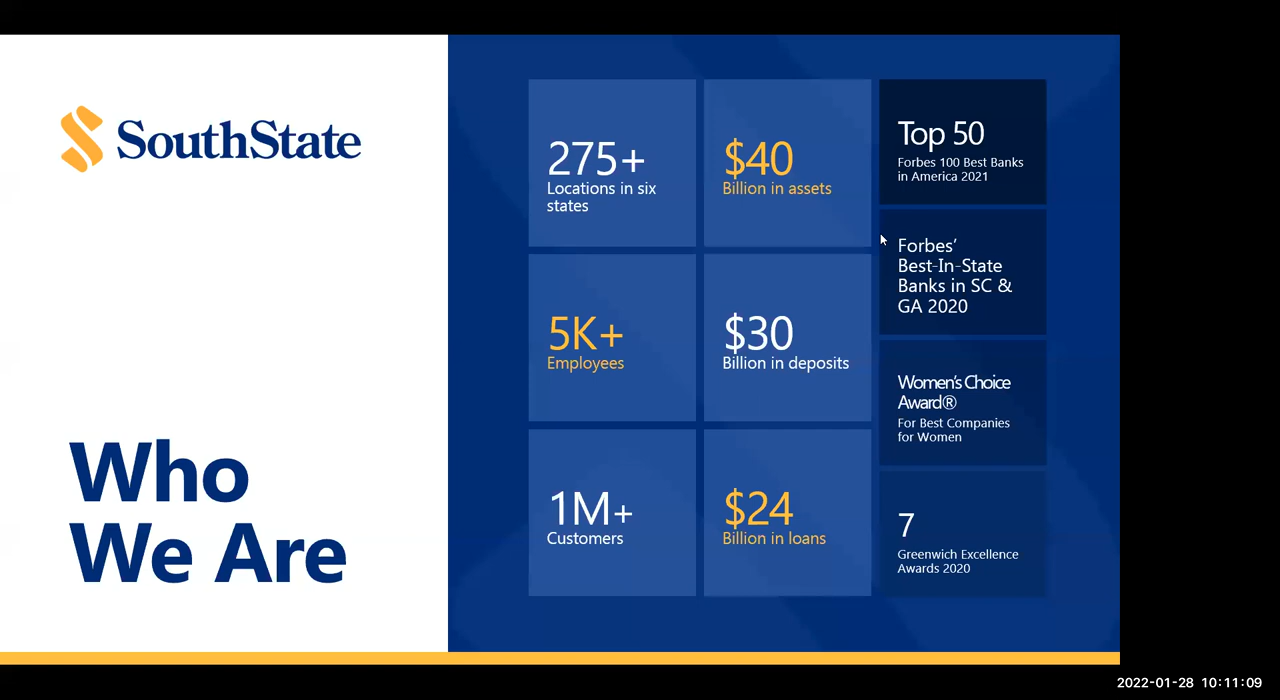 SouthState
Who
We Are
275+
Locations in six
states
$40
Billion in assets
5K+
Employees
$30
Billion in deposits
1M+
Customers
$24
Billion in loans
Top 50
Forbes 100 Best Banks
in America 2021
Forbes’
Best-In-State
Banks in SC &
GA 2020
Women’s Choice
Award®
For Best Companies
for Women
7
Greenwich Excellence
Awards 2020
2022-01-28 10:11:09